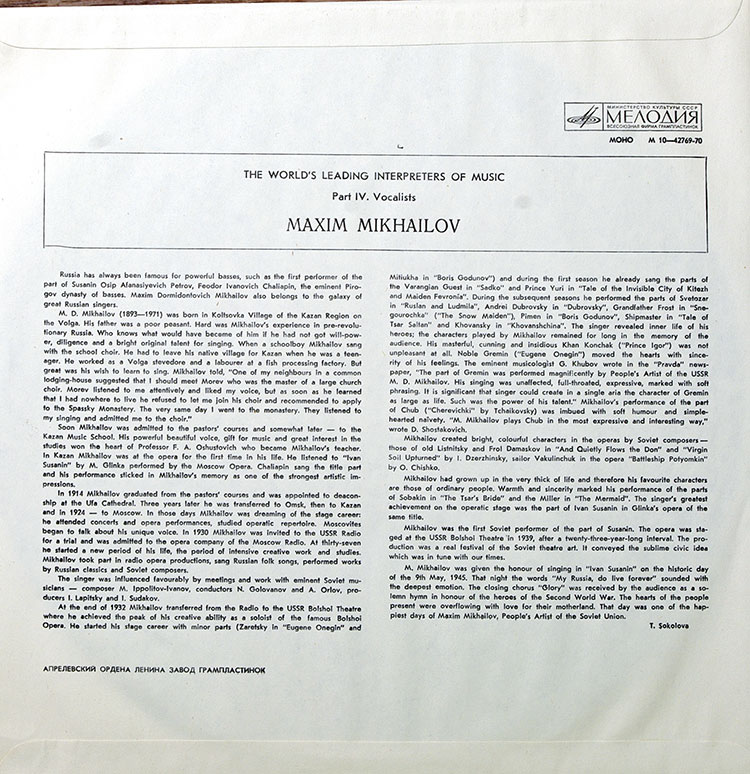 МИНИСТЕРСТВО КУЛЬТУРЫ СССР
МЕЛОДИЯ
ВСЕСОЮЗНАЯ ФИРМА ГРАМПЛАСТИНОК
МОНО М 10—42769-70
THE WORLD'S LEADING INTERPRETERS OF MUSIC
Part IV. Vocalists
MAXIM MIKHAILOV
Russia has always been famous for powerful basses, such as the first performer of the
part of Susanin Osip Afanasiyevich Petrov, Feodor Ivanovich Chaliapin, the eminent Piro-
gov dynasty of basses. Maxim Dormidontovich Mikhailov also belongs to the galaxy of
great Russian singers.
M. D. Mikhailov (1893—1971) was born in Koltsovka Village of the Kazan Region on
the Volga. His father was a poor peasant. Hard was Mikhailov's experience in pre-revolu-
tionary Russia. Who knows what would have become of him if he had not got will-pow-
er, diligence and a bright original talent for singing. When a schoolboy Mikhailov sang
with the school choir. He had to leave his native village for Kazan when he was a teen-
ager. He worked as a Volga stevedore and a labourer at a fish processing factory. But
great was his wish to learn to sing. Mikhailov told, "One of my neighbours in a common
lodging-house suggested that I should meet Morev who was the master of a large church
choir. Morev listened to me attentively and liked my voice, but as soon as he learned
that I had nowhere to live he refused to let me join his choir and recommended to apply
to the Spassky Monastery. The very same day I went to the monastery. They listened to
my singing and admitted me to the choir."
Soon Mikhailov was admitted to the pastors' courses and somewhat later — to the
Kazan Music School. His powerful beautiful voice, gift for music and great interest in the
studies won the heart of Professor F. A. Oshustovich who became Mikhailov's teacher.
In Kazan Mikhailov was at the opera for the first time in his life. He listened to "Ivan
Susanin" by M. Glinka performed by the Moscow Opera. Chaliapin sang the title part
and his performance sticked in Mikhailov's memory as one of the strongest artistic im-
pressions.
In 1914 Mikhailov graduated from the pastors' courses and was appointed to deacon-
ship at the Ufa Cathedral. Three years later he was transferred to Omsk, then to Kazan
and in 1924 — to Moscow. In those days Mikhailov was dreaming of the stage career:
he attended concerts and opera performances, studied operatic repertoire. Moscovites
began to talk about his unique voice. In 1930 Mikhailov was invited to the USSR Radio
for a trial and was admitted to the opera company of the Moscow Radio. At thirty-seven
he started a new period of his life, the period of intensive creative work and studies.
Mikhailov took part in radio opera productions, sang Russian folk songs, performed works
by Russian classics and Soviet composers.
The singer was influenced favourably by meetings and work with eminent Soviet mu-
sicians — composer M. Ippolitov-Ivanov, conductors N. Golovanov and A. Orlov, pro-
ducers I. Lapitsky and I. Sudakov.
At the end of 1932 Mikhailov transferred from the Radio to the USSR Bolshoi Theatre
where he achieved the peak of his creative ability as a soloist of the famous Bolshoi
Opera. He started his stage career with minor parts (Zaretsky in "Eugene Onegin" and
Mitiukha in "Boris Godunov") and during the first season he already sang the parts of
the Varangian Guest in "Sadko" and Prince Yuri in "Tale of the Invisible City of Kitezh
and Maiden Fevronia". During the subsequent seasons he performed the parts of Svetozar
in "Ruslan and Ludmila", Andrei Dubrovsky in "Dubrovsky", Grandfather Frost in "Sne-
gourochka" ("The Snow Maiden"), Pimen in "Boris Godunov", Shipmaster in "Tale of
Tsar Saltan" and Khovansky in "Khovanshchina". The singer revealed inner life of his
heroes; the characters played by Mikhailov remained for long in the memory of the
audience. His masterful, cunning and insidious Khan Konchak ("Prince Igor") was not
unpleasant at all. Noble Gremin ("Eugene Onegin") moved the hearts with since-
rity of his feelings. The eminent musicologist G. Khubov wrote in the "Pravda" news-
paper, "The part of Gremin was performed magnificently by People's Artist of the USSR
M. D. Mikhailov. His singing was unaffected, full-throated, expressive, marked with soft
phrasing. It is significant that singer could create in a single aria the character of Gremin
as large as life. Such was the power of his talent." Mikhailov's performance of the part
of Chub ("Cherevichki" by Tchaikovsky) was imbued with soft humour and simple-
hearted naivety. "M. Mikhailov plays Chub in the most expressive and interesting way,"
wrote D. Shostakovich.
Mikhailov created bright, colourful characters in the operas by Soviet composers —
those of old Listnitsky and Frol Damaskov in "And Quietly Flows the Don" and "Virgin
Soil Upturned" by I. Dzerzhinsky, sailor Vakulinchuk in the opera "Battleship Potyomkin"
by O. Chishko.
Mikhailov had grown up in the very thick of life and therefore his favourite characters
are those of ordinary people. Warmth and sincerity marked his performance of the parts
of Sobakin in "The Tsar's Bride" and the Miller in "The Mermaid". The singer's greatest
achievement on the operatic stage was the part of Ivan Susanin in Glinka's opera of the
same title.
Mikhailov was the first Soviet performer of the part of Susanin. The opera was sta-
ged at the USSR Bolshoi Theatre in 1939, after a twenty-three-year-long interval. The pro-
duction was a real festival of the Soviet theatre art. It conveyed the sublime civic idea
which was in tune with our times.
M. Mikhailov was given the honour of singing in "Ivan Susanin" on the historic day
of the 9th May, 1945. That night the words "My Russia, do live forever" sounded with
the deepest emotion. The closing chorus "Glory" was received by the audience as a so-
lemn hymn in honour of the heroes of the Second World War. The hearts of the people
present were overflowing with love for their motherland. That day was one of the hap-
piest days of Maxim Mikhailov, People's Artist of the Soviet Union.
T. Sokolova
АПРЕЛЕВСКИЙ ОРДЕНА ЛЕНИНА ЗАВОД ГРАМПЛАСТИНОК